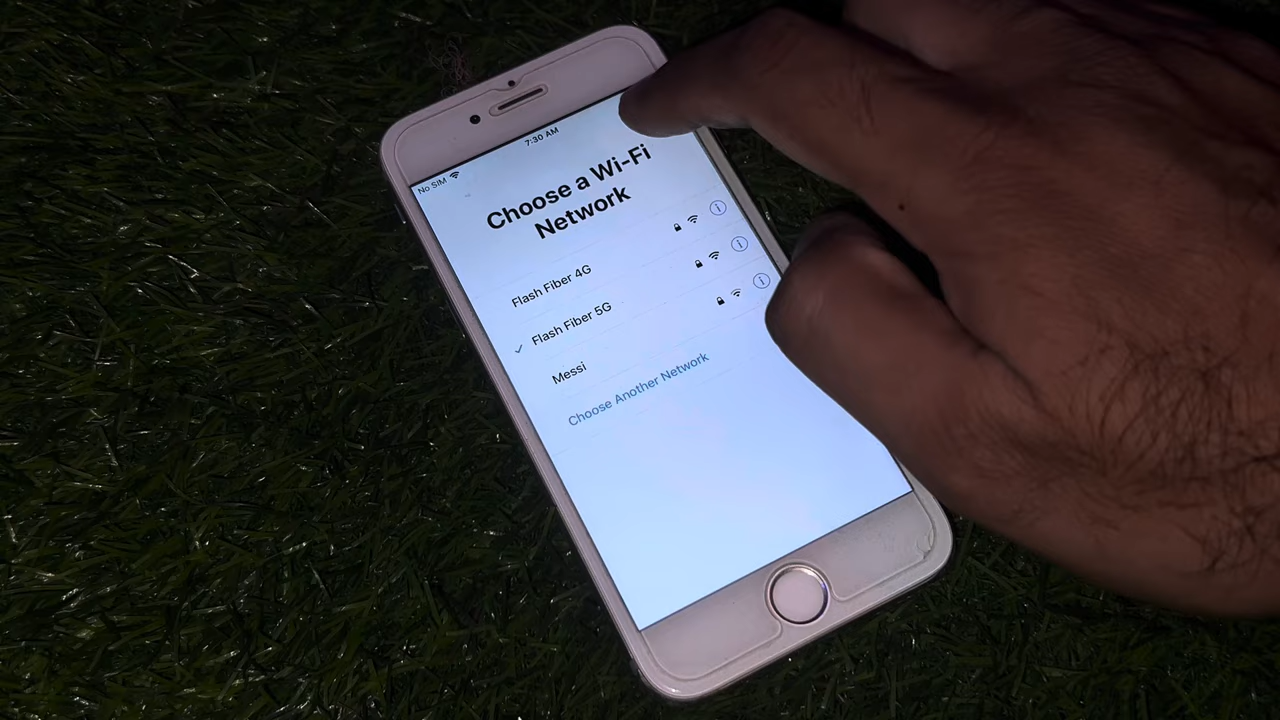 7:30 AM
No SIM
Choose a Wi-Fi
Network
Flash Fiber 4G
Flash Fiber 5G
Messi
Choose Another Network